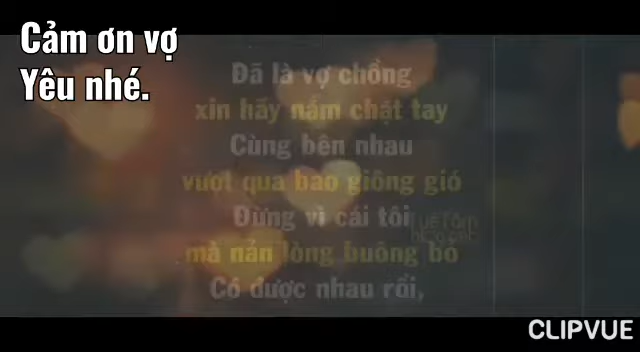 Cảm ơn vợ
Yêu nhé.
Đã là vợ chồng
xin hãy nắm chặt tay
Cùng bên nhau
vượt qua bao giông gió
Đừng vì cái tôi
mà nản lòng buông bỏ
Có được nhau rồi,
CLIPVUE